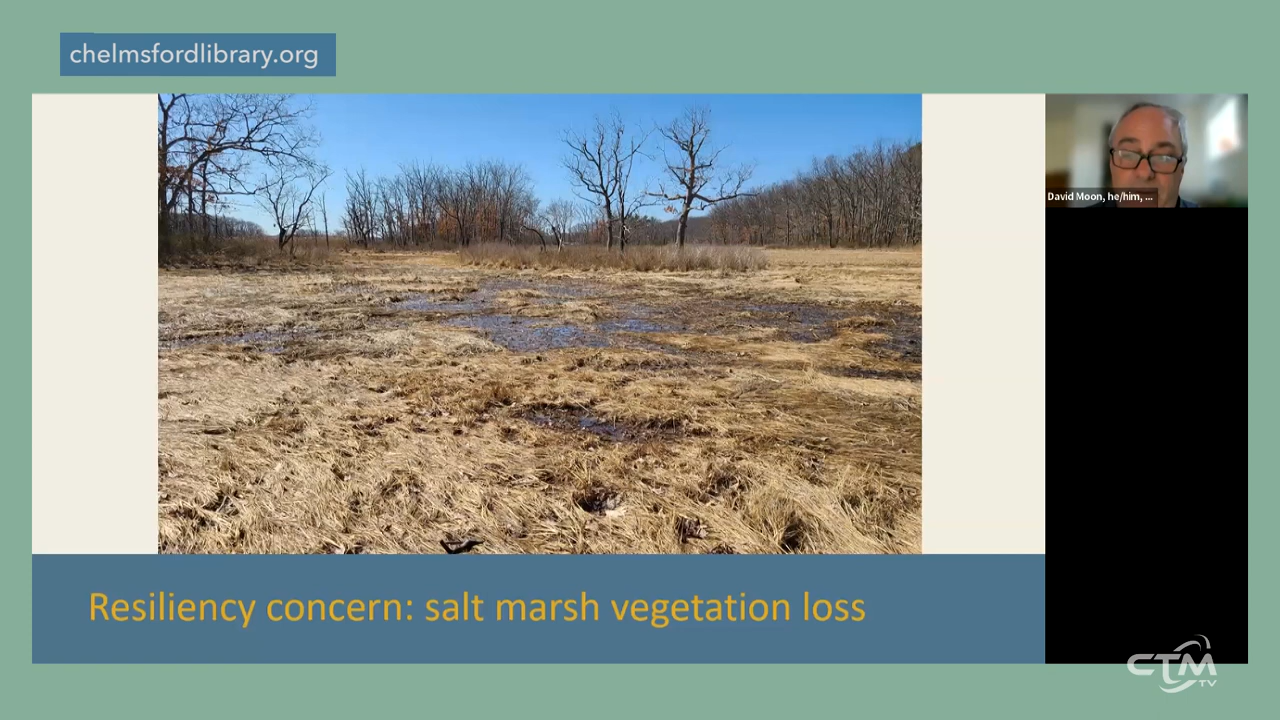 chelmsfordlibrary.org
David Moon, he/him, ...
Resiliency concern: salt marsh vegetation loss
CTM
TV